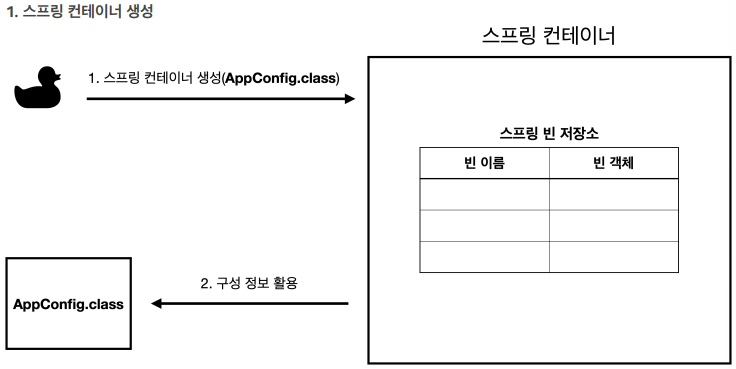 1. 스프링 컨테이너 생성
스프링 컨테이너
1. 스프링 컨테이너 생성(AppConfig.class)
스프링 빈 저장소
빈 이름 빈 객체
2. 구성 정보 활용
AppConfig.class